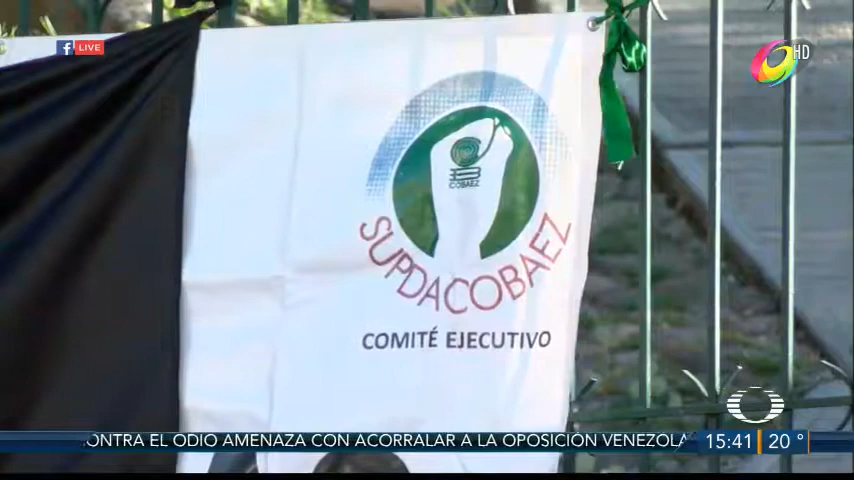 LIVE
HD
COBAEZ
SUPDACOBAEZ
COMITÉ EJECUTIVO
ONTRA EL ODIO AMENAZA CON ACORRALAR A LA OPOSICIÓN VENEZOLA
15:41 20 °